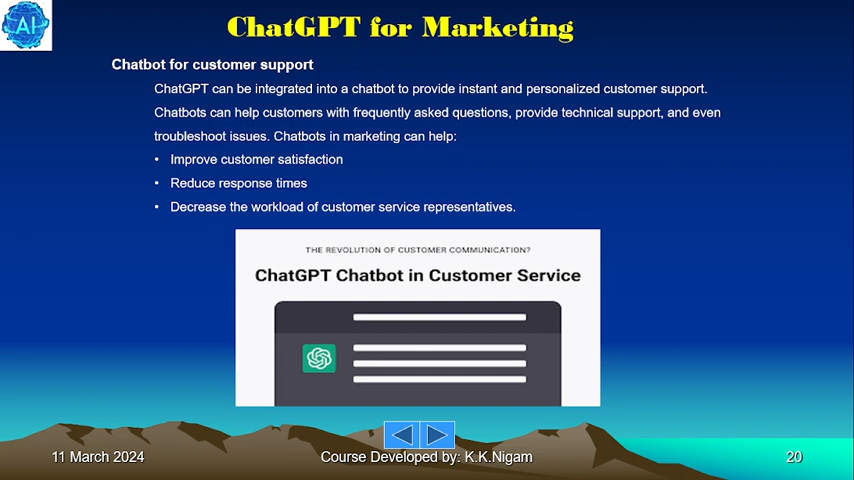 AI
ChatGPT for Marketing
Chatbot for customer support
ChatGPT can be integrated into a chatbot to provide instant and personalized customer support.
Chatbots can help customers with frequently asked questions, provide technical support, and even
troubleshoot issues. Chatbots in marketing can help:
• Improve customer satisfaction
• Reduce response times
• Decrease the workload of customer service representatives.
THE REVOLUTION OF CUSTOMER COMMUNICATION?
ChatGPT Chatbot in Customer Service
11 March 2024
Course Developed by: K.K.Nigam
20